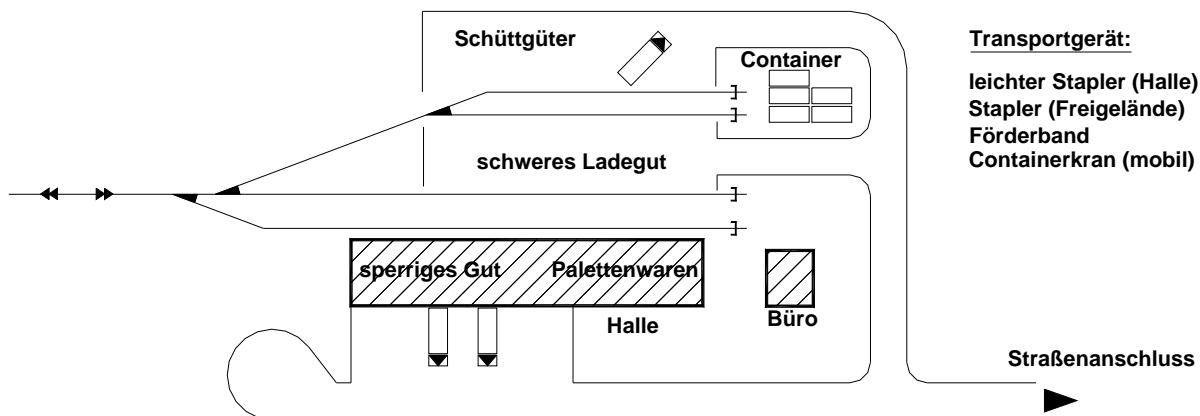 Schüttgüter
Container
schweres Ladegut
sperriges Gut
Palettenwaren
Halle
Büro
Transportgerät:
leichter Stapler (Halle)
Stapler (Freigelände)
Förderband
Containerkran (mobil)
Straßenanschluss